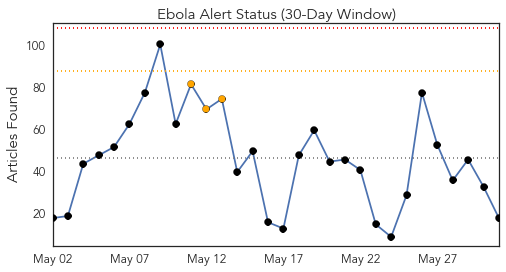 Ebola Alert Status (30-Day Window)
Articles Found
100
80
60
40
20
May 02 May 07 May 12 May 17 May 22 May 27